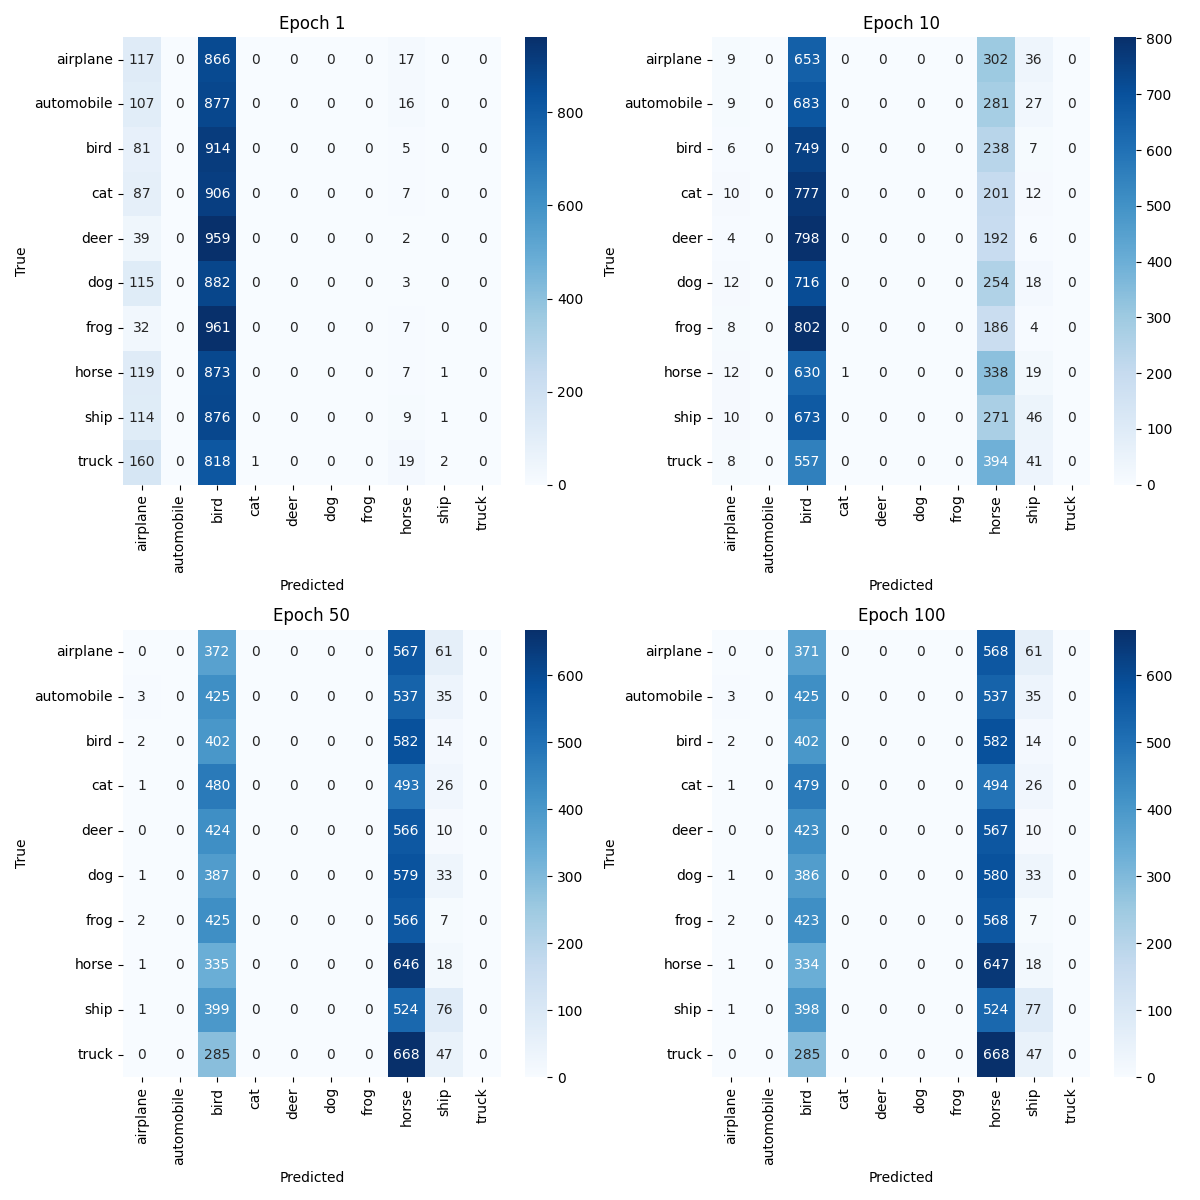 Epoch 1
airplane 117 0 866 0 0 0 0 17 0 0
automobile 107 0 877 0 0 0 0 16 0 0
bird 81 0 914 0 0 0 0 5 0 0
cat 87 0 906 0 0 0 0 7 0 0
deer 39 0 959 0 0 0 0 2 0 0
dog 115 0 882 0 0 0 0 3 0 0
frog 32 0 961 0 0 0 0 7 0 0
horse 119 0 873 0 0 0 0 7 1 0
ship 114 0 876 0 0 0 0 9 1 0
truck 160 0 818 1 0 0 0 19 2 0
airplane automobile bird cat deer dog frog horse ship truck
Predicted
True
800
600
400
200
0
Epoch 10
airplane 9 0 653 0 0 0 0 302 36 0
automobile 9 0 683 0 0 0 0 281 27 0
bird 6 0 749 0 0 0 0 238 7 0
cat 10 0 777 0 0 0 0 201 12 0
deer 4 0 798 0 0 0 0 192 6 0
dog 12 0 716 0 0 0 0 254 18 0
frog 8 0 802 0 0 0 0 186 4 0
horse 12 0 630 1 0 0 0 338 19 0
ship 10 0 673 0 0 0 0 271 46 0
truck 8 0 557 0 0 0 0 394 41 0
airplane automobile bird cat deer dog frog horse ship truck
Predicted
True
800
700
600
500
400
300
200
100
0
Epoch 50
airplane 0 0 372 0 0 0 0 567 61 0
automobile 3 0 425 0 0 0 0 537 35 0
bird 2 0 402 0 0 0 0 582 14 0
cat 1 0 480 0 0 0 0 493 26 0
deer 0 0 424 0 0 0 0 566 10 0
dog 1 0 387 0 0 0 0 579 33 0
frog 2 0 425 0 0 0 0 566 7 0
horse 1 0 335 0 0 0 0 646 18 0
ship 1 0 399 0 0 0 0 524 76 0
truck 0 0 285 0 0 0 0 668 47 0
airplane automobile bird cat deer dog frog horse ship truck
Predicted
True
600
500
400
300
200
100
0
Epoch 100
airplane 0 0 371 0 0 0 0 568 61 0
automobile 3 0 425 0 0 0 0 537 35 0
bird 2 0 402 0 0 0 0 582 14 0
cat 1 0 479 0 0 0 0 494 26 0
deer 0 0 423 0 0 0 0 567 10 0
dog 1 0 386 0 0 0 0 580 33 0
frog 2 0 423 0 0 0 0 568 7 0
horse 1 0 334 0 0 0 0 647 18 0
ship 1 0 398 0 0 0 0 524 77 0
truck 0 0 285 0 0 0 0 668 47 0
airplane automobile bird cat deer dog frog horse ship truck
Predicted
True
600
500
400
300
200
100
0